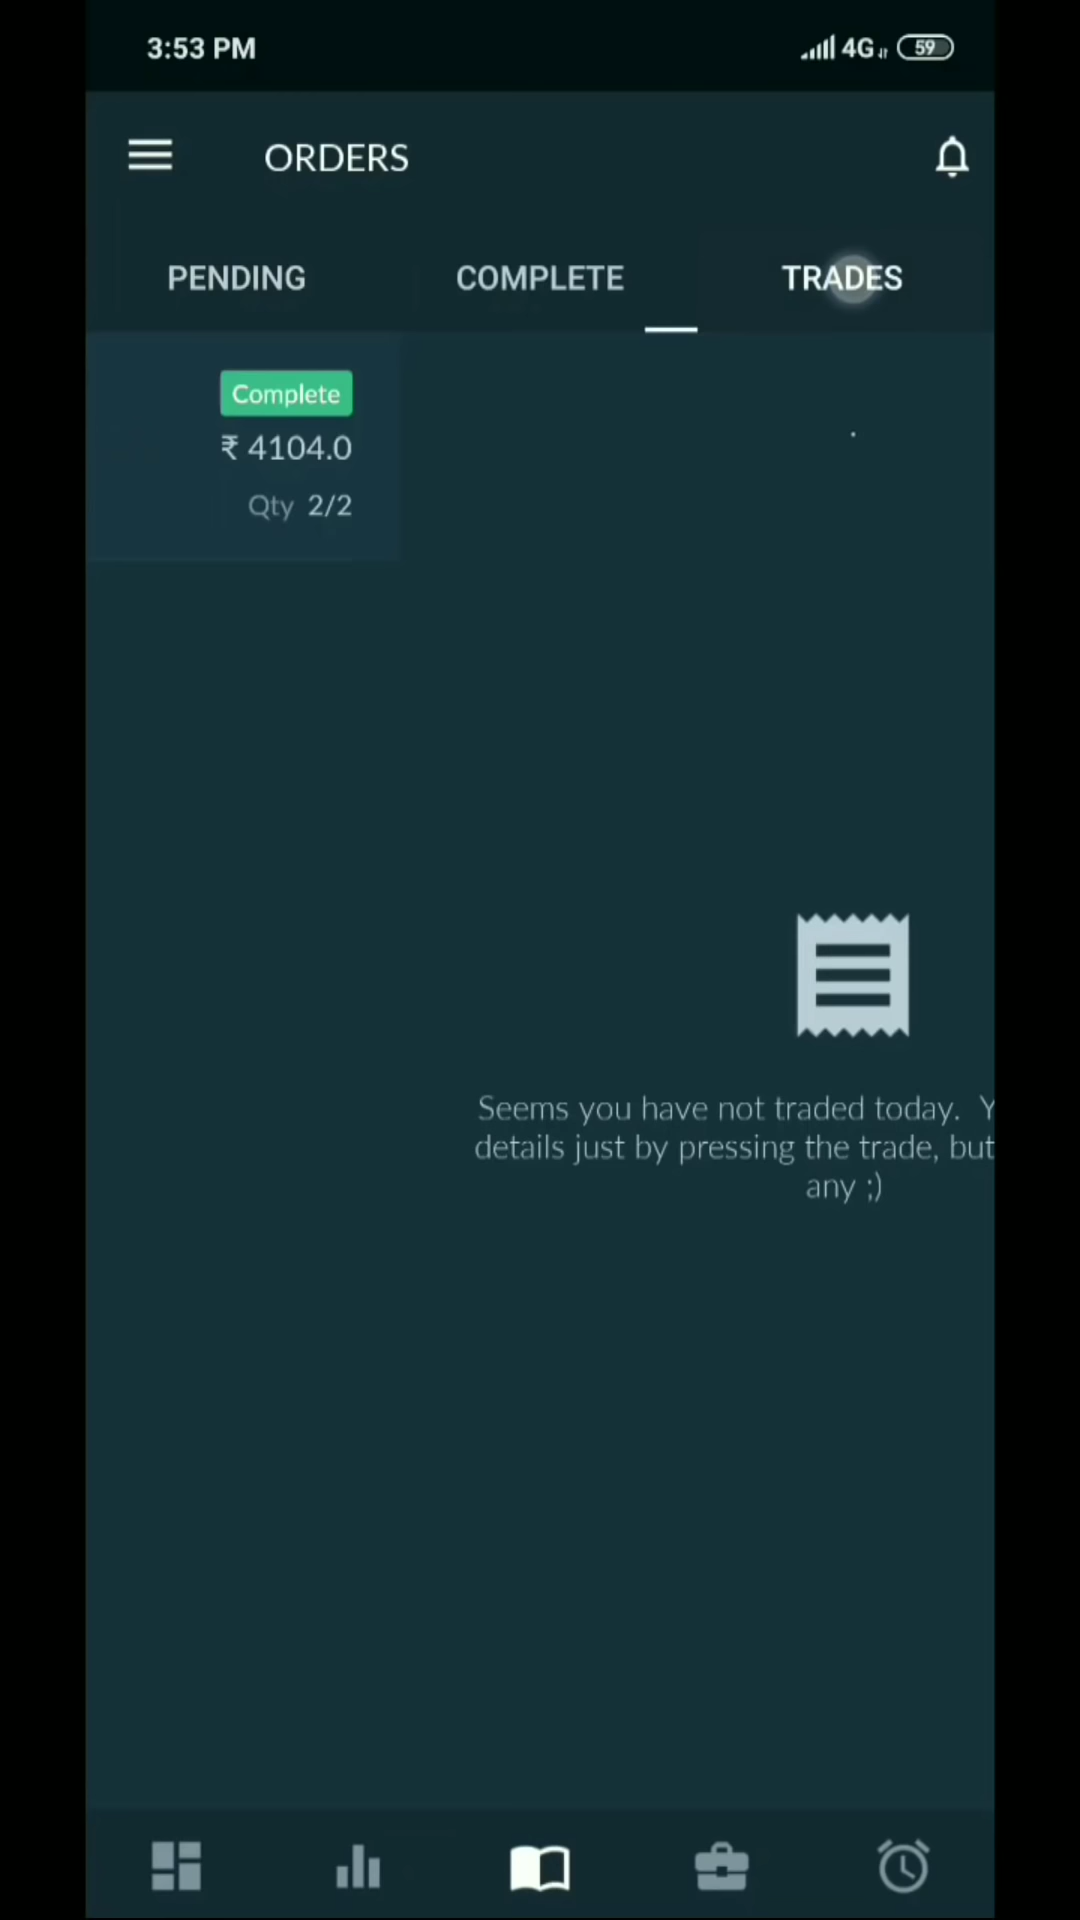 3:53 PM
4G
59
ORDERS
PENDING
COMPLETE
TRADES
Complete
₹ 4104.0
Qty 2/2
Seems you have not traded today. Y
details just by pressing the trade, but
any ;)